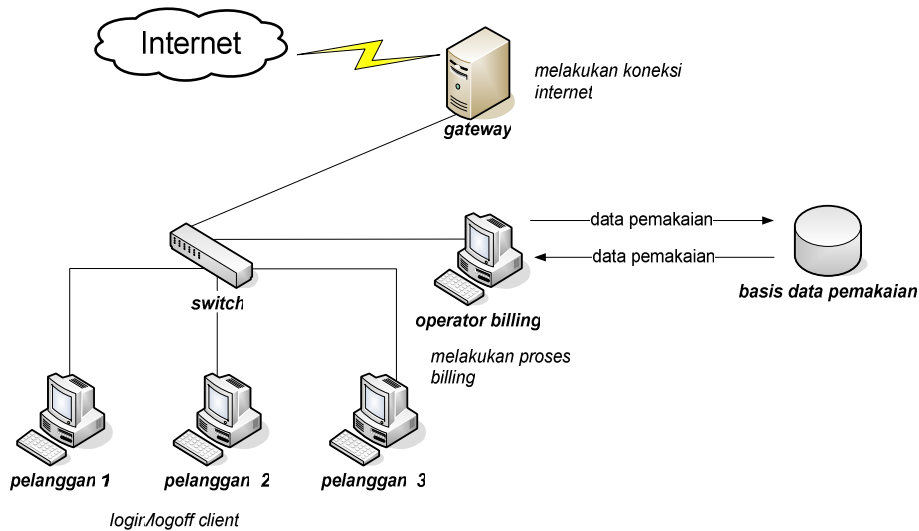 Internet
melakukan koneksi
internet
gateway
data pemakaian
data pemakaian
basis data pemakaian
switch
operator billing
melakukan proses
billing
pelanggan 1
pelanggan 2
pelanggan 3
login/logoff client